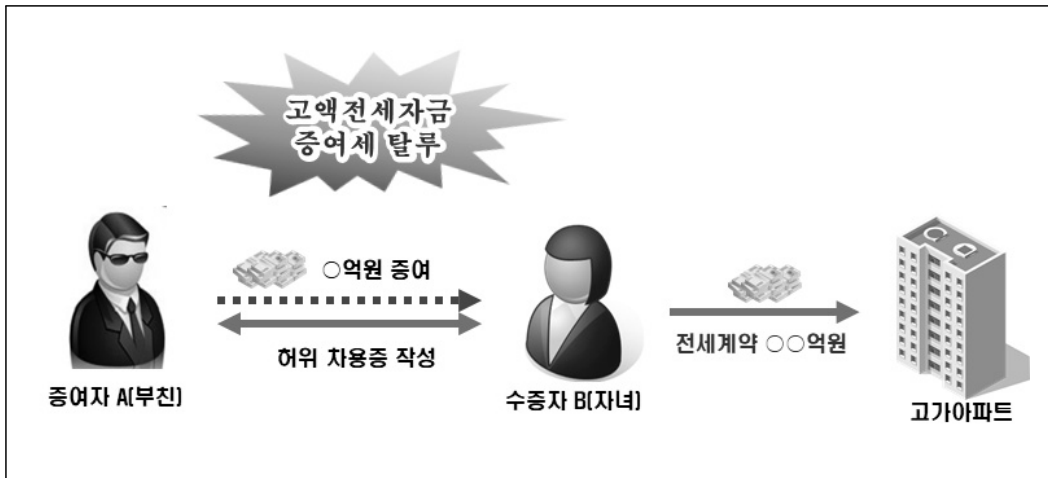 고액전세자금
증여세 탈루
○억원 증여
허위 차용증 작성
전세계약 ○○억원
증여자 A(부친)
수증자 B(자녀)
고가아파트